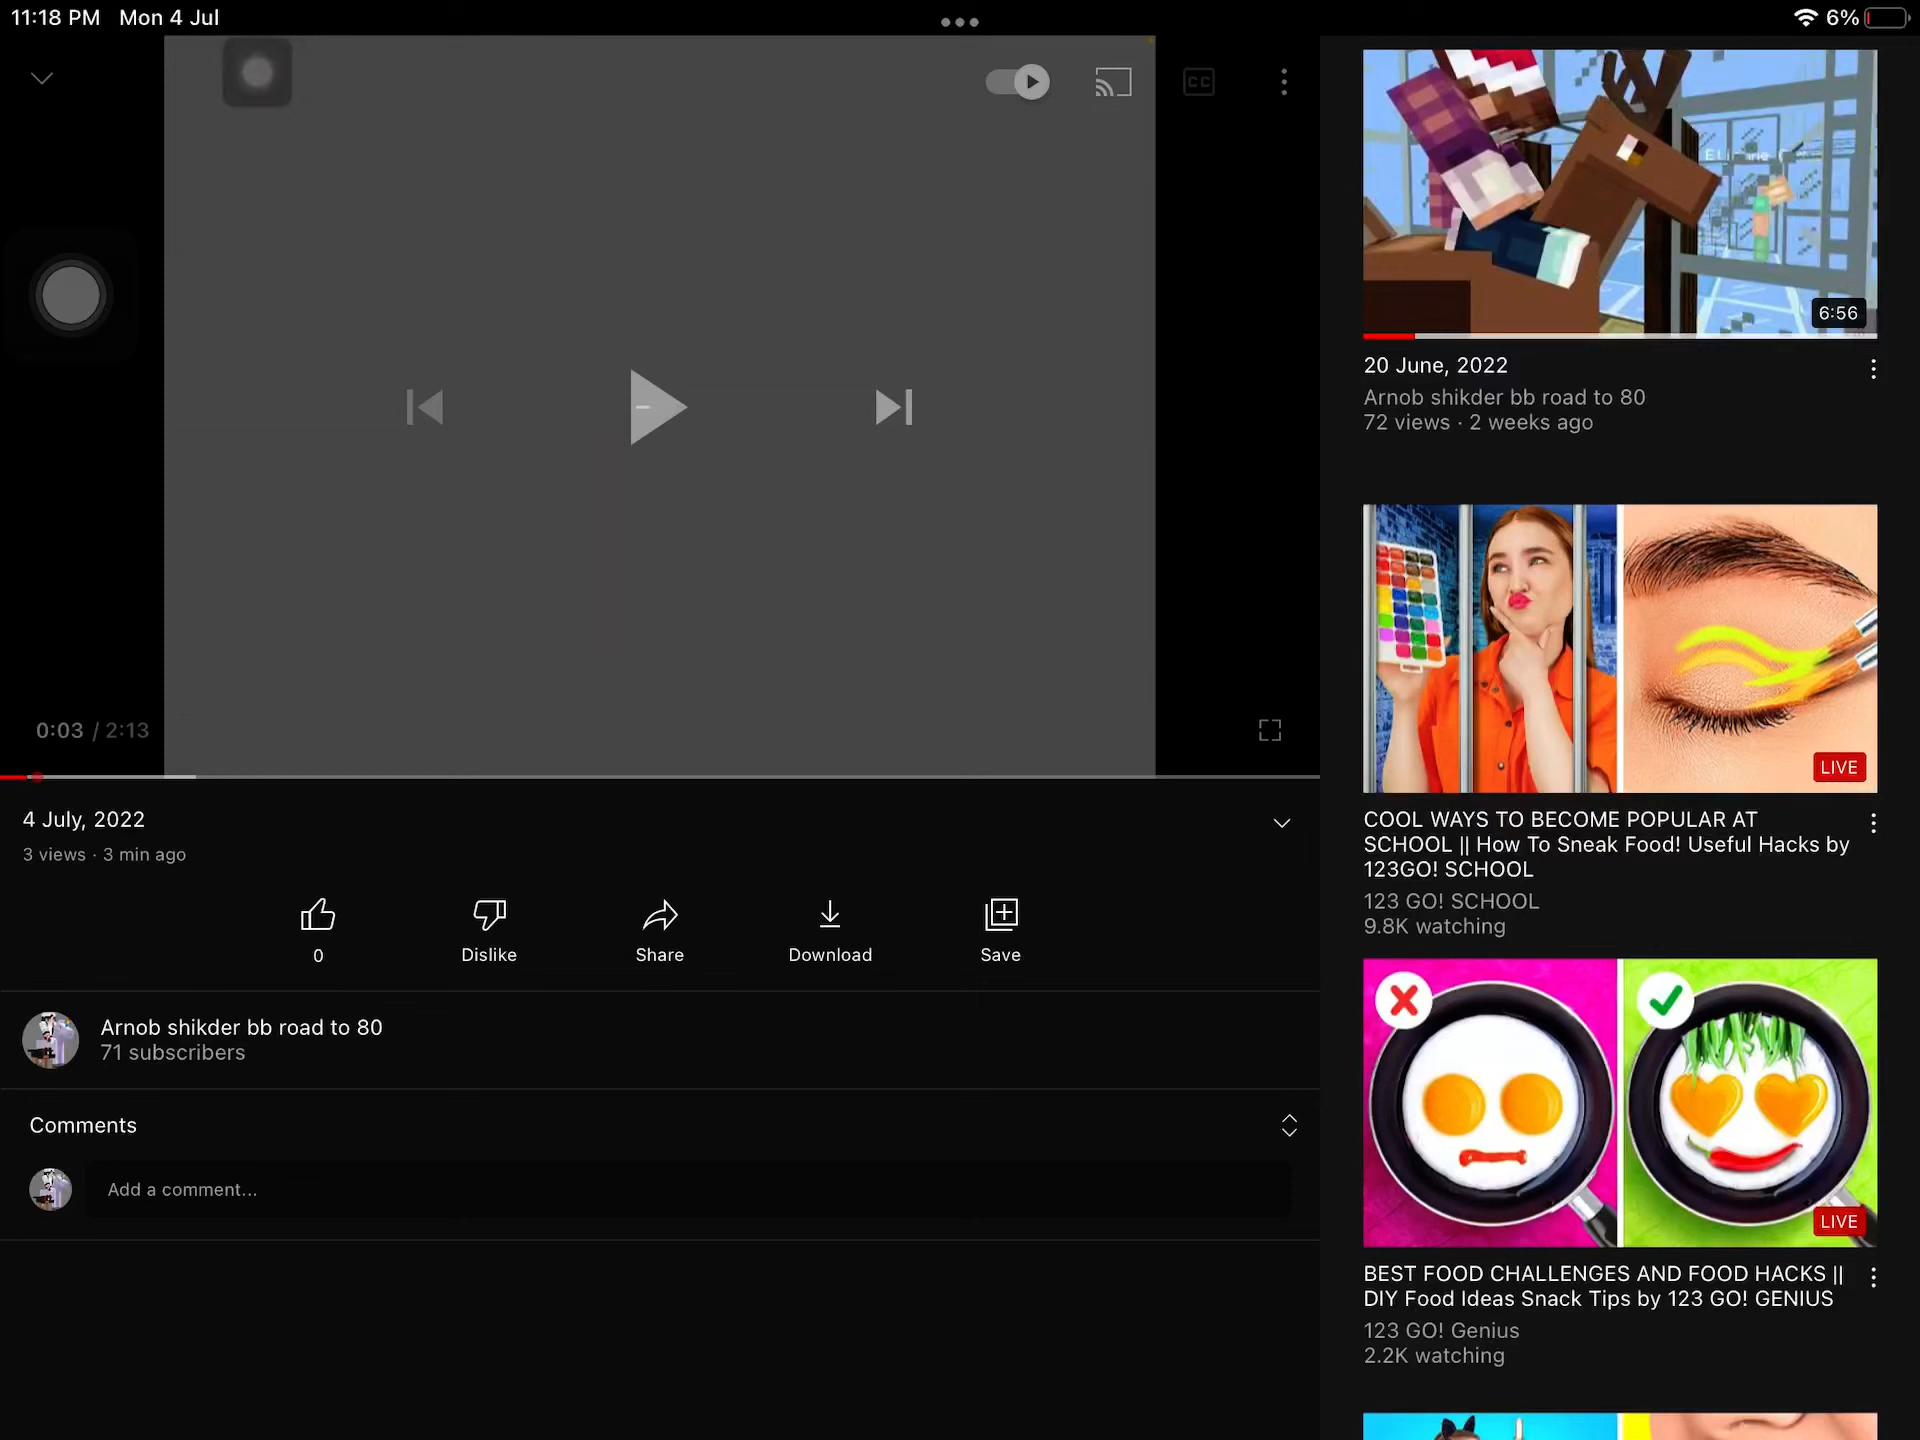 11:18 PM Mon 4 Jul
6%
CC
0:03 / 2:13
4 July, 2022
3 views · 3 min ago
0
Dislike
Share
Download
Save
Arnob shikder bb road to 80
71 subscribers
Comments
Add a comment...
6:56
20 June, 2022
Arnob shikder bb road to 80
72 views · 2 weeks ago
LIVE
COOL WAYS TO BECOME POPULAR AT
SCHOOL || How To Sneak Food! Useful Hacks by
123GO! SCHOOL
123 GO! SCHOOL
9.8K watching
LIVE
BEST FOOD CHALLENGES AND FOOD HACKS ||
DIY Food Ideas Snack Tips by 123 GO! GENIUS
123 GO! Genius
2.2K watching